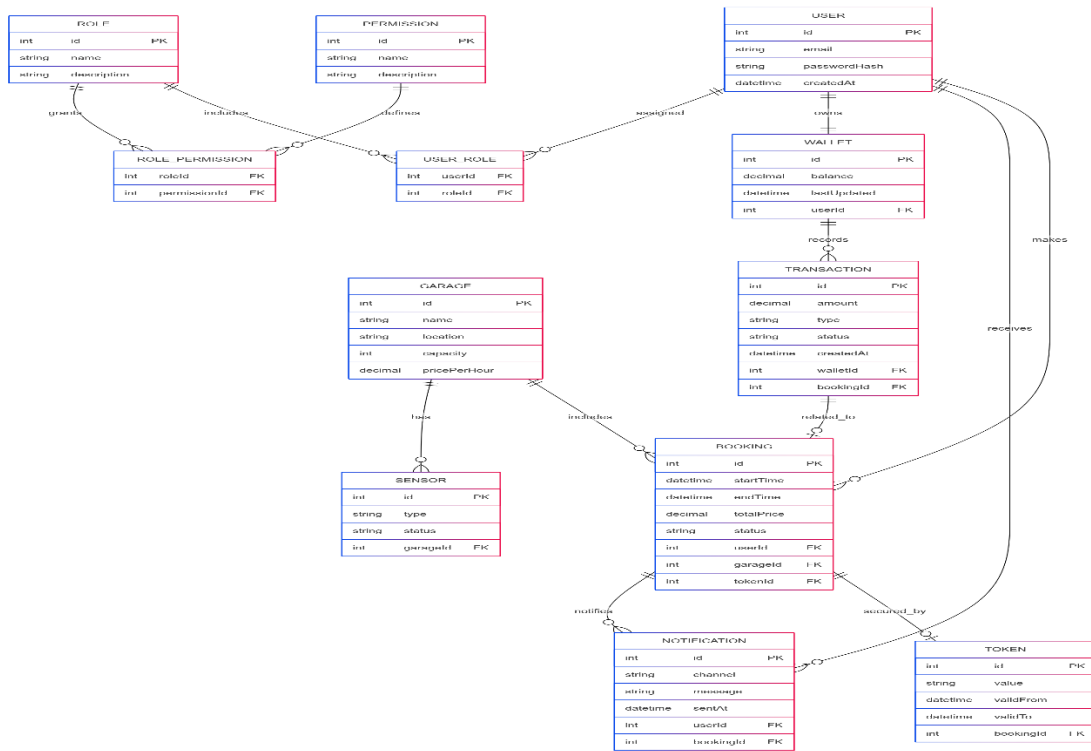 ROLE
int id PK
string name
string description
PERMISSION
int id PK
string name
string description
USER
int id PK
string email
string passwordHash
datetime createdAt
grants
includes
defines
assigned
owns
ROLE_PERMISSION
int roleId FK
int permissionId FK
USER_ROLE
int userId FK
int roleId FK
WALLET
int id PK
decimal balance
datetime lastUpdated
int userId FK
records
makes
TRANSACTION
int id PK
decimal amount
string type
string status
datetime createdAt
int walletId FK
int bookingId FK
GARAGE
int id PK
string name
string location
int capacity
decimal pricePerHour
receives
has
includes
related_to
BOOKING
int id PK
datetime startTime
datetime endTime
decimal totalPrice
string status
int userId FK
int garageId FK
int tokenId FK
SENSOR
int id PK
string type
string status
int garageId FK
notifies
secured_by
NOTIFICATION
int id PK
string channel
string message
datetime sentAt
int userId FK
int bookingId FK
TOKEN
int id PK
string value
datetime validFrom
datetime validTo
int bookingId FK